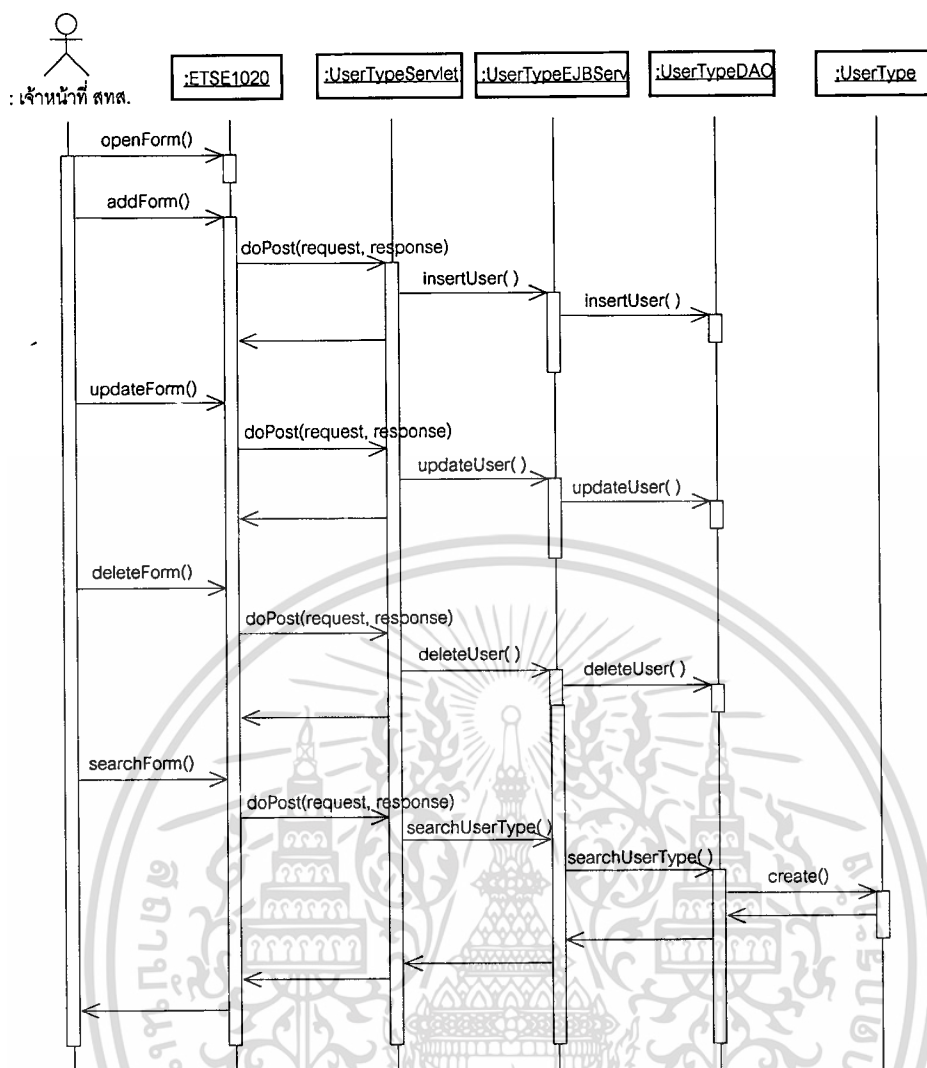 : เจ้าหน้าที่ สทส.
:ETSE1020
:UserTypeServlet
:UserTypeEJBServ
:UserTypeDAO
:UserType
openForm()
addForm()
doPost(request, response)
insertUser( )
insertUser( )
updateForm()
doPost(request, response)
updateUser( )
updateUser( )
deleteForm()
doPost(request, response)
deleteUser( )
deleteUser( )
searchForm()
doPost(request, response)
searchUserType( )
searchUserType( )
create()